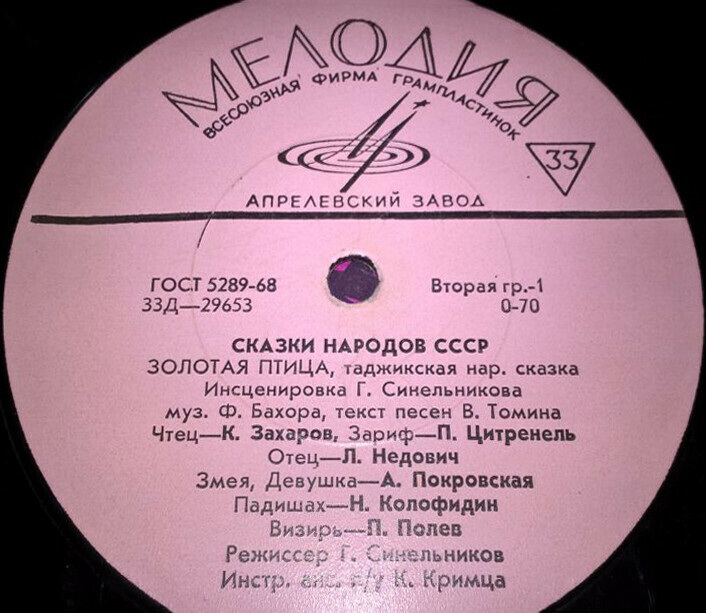 МЕЛОДИЯ
ВСЕСОЮЗНАЯ ФИРМА ГРАМПЛАСТИНОК
33
АПРЕЛЕВСКИЙ ЗАВОД
ГОСТ 5289-68 Вторая гр.-1
33Д—29653 0-70
СКАЗКИ НАРОДОВ СССР
ЗОЛОТАЯ ПТИЦА, таджикская нар. сказка
Инсценировка Г. Синельникова
муз. Ф. Бахора, текст песен В. Томина
Чтец—К. Захаров, Зариф—П. Цитренель
Отец—Л. Недович
Змея, Девушка—А. Покровская
Падишах—Н. Колофидин
Визирь—П. Полев
Режиссер Г. Синельников
Инстр. анс. п/у К. Кримца